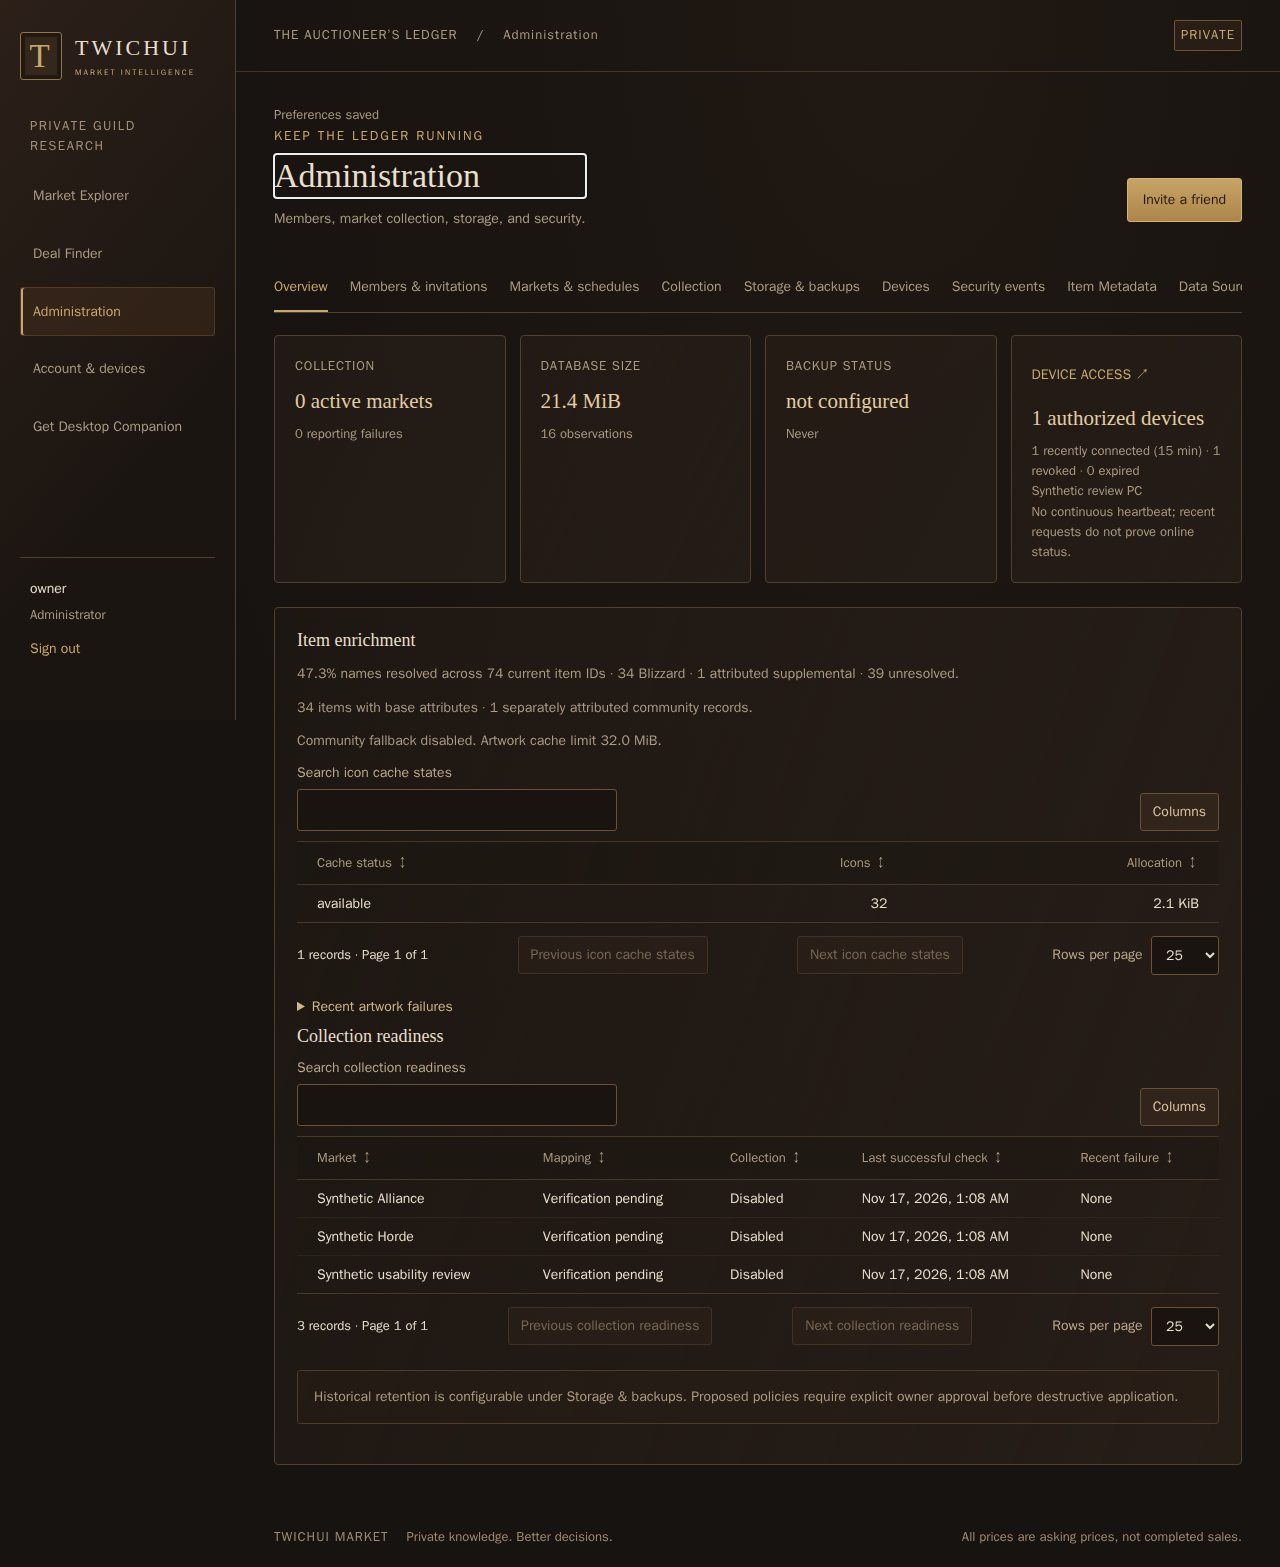 T
TWICHUI
MARKET INTELLIGENCE
PRIVATE GUILD
RESEARCH
Market Explorer
Deal Finder
Administration
Account & devices
Get Desktop Companion
owner
Administrator
Sign out
THE AUCTIONEER'S LEDGER / Administration
PRIVATE
Preferences saved
KEEP THE LEDGER RUNNING
Administration
Members, market collection, storage, and security.
Invite a friend
Overview Members & invitations Markets & schedules Collection Storage & backups Devices Security events Item Metadata Data Sourc
COLLECTION
0 active markets
0 reporting failures
DATABASE SIZE
21.4 MiB
16 observations
BACKUP STATUS
not configured
Never
DEVICE ACCESS ↗
1 authorized devices
1 recently connected (15 min) · 1
revoked · 0 expired
Synthetic review PC
No continuous heartbeat; recent
requests do not prove online
status.
Item enrichment
47.3% names resolved across 74 current item IDs · 34 Blizzard · 1 attributed supplemental · 39 unresolved.
34 items with base attributes · 1 separately attributed community records.
Community fallback disabled. Artwork cache limit 32.0 MiB.
Search icon cache states
Columns
Cache status ↕ Icons ↕ Allocation ↕
available 32 2.1 KiB
1 records · Page 1 of 1 Previous icon cache states Next icon cache states Rows per page 25
▶ Recent artwork failures
Collection readiness
Search collection readiness
Columns
Market ↕ Mapping ↕ Collection ↕ Last successful check ↕ Recent failure ↕
Synthetic Alliance Verification pending Disabled Nov 17, 2026, 1:08 AM None
Synthetic Horde Verification pending Disabled Nov 17, 2026, 1:08 AM None
Synthetic usability review Verification pending Disabled Nov 17, 2026, 1:08 AM None
3 records · Page 1 of 1 Previous collection readiness Next collection readiness Rows per page 25
Historical retention is configurable under Storage & backups. Proposed policies require explicit owner approval before destructive application.
TWICHUI MARKET Private knowledge. Better decisions.
All prices are asking prices, not completed sales.